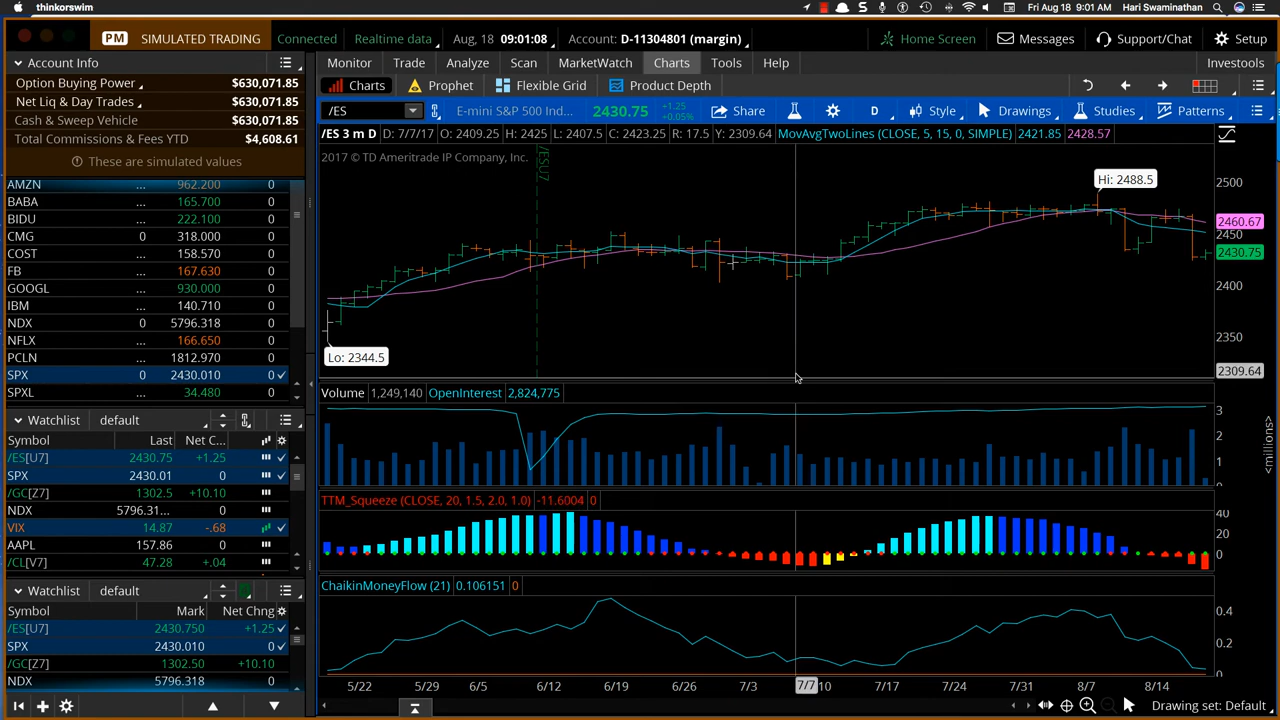 thinkorswim
Fri Aug 18 9:01 AM Hari Swaminathan
PM SIMULATED TRADING Connected Realtime data Aug, 18 09:01:08 Account: D-11304801 (margin) Home Screen Messages Support/Chat Setup
Account Info
Option Buying Power $630,071.85
Net Liq & Day Trades $630,071.85
Cash & Sweep Vehicle $630,071.85
Total Commissions & Fees YTD $4,608.61
These are simulated values
AMZN ... 962.200 0
BABA ... 165.700 0
BIDU ... 222.100 0
CMG 0 318.000 0
COST ... 158.570 0
FB ... 167.630 0
GOOGL ... 930.000 0
IBM ... 140.710 0
NDX 0 5796.318 0
NFLX ... 166.650 0
PCLN ... 1812.970 0
SPX 0 2430.010 0
SPXL ... 34.480 0
Watchlist default
Symbol Last Net C...
/ES[U7] 2430.75 +1.25
SPX 2430.01 0
/GC[Z7] 1302.5 +10.10
NDX 5796.31... 0
VIX 14.87 -.68
AAPL 157.86 0
/CL[V7] 47.28 +.04
Watchlist default
Symbol Mark Net Chng
/ES[U7] 2430.750 +1.25
SPX 2430.010 0
/GC[Z7] 1302.50 +10.10
NDX 5796.318 0
Monitor Trade Analyze Scan MarketWatch Charts Tools Help Investools
Charts Prophet Flexible Grid Product Depth
/ES E-mini S&P 500 Ind... 2430.75 +1.25 +0.05% Share D Style Drawings Studies Patterns
/ES 3 m D D: 7/7/17 O: 2409.25 H: 2425 L: 2407.5 C: 2423.25 R: 17.5 Y: 2309.64 MovAvgTwoLines (CLOSE, 5, 15, 0, SIMPLE) 2421.85 2428.57
2017 © TD Ameritrade IP Company, Inc.
/ESU7
Hi: 2488.5
Lo: 2344.5
2500
2460.67
2450
2430.75
2400
2350
2309.64
Volume 1,249,140 OpenInterest 2,824,775
3
2
1
<millions>
TTM_Squeeze (CLOSE, 20, 1.5, 2.0, 1.0) -11.6004 0
40
20
0
ChaikinMoneyFlow (21) 0.106151 0
0.4
0.2
5/22 5/29 6/5 6/12 6/19 6/26 7/3 7/7 10 7/17 7/24 7/31 8/7 8/14
Drawing set: Default